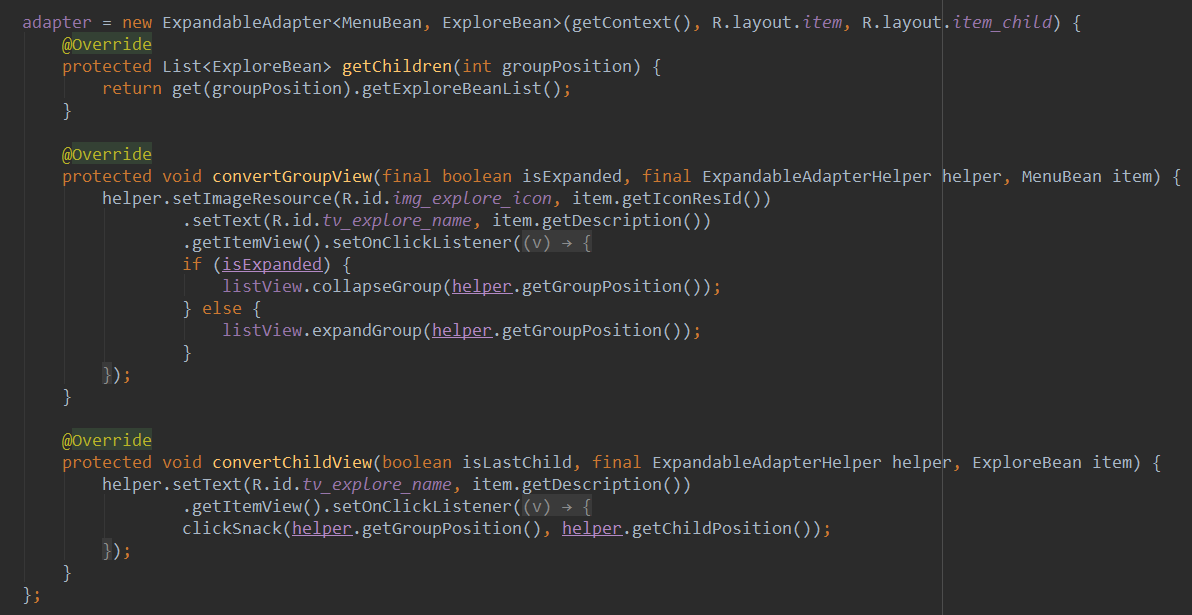 adapter = new ExpandableAdapter<MenuBean, ExploreBean>(getContext(), R.layout.item, R.layout.item_child) {
    @Override
    protected List<ExploreBean> getChildren(int groupPosition) {
        return get(groupPosition).getExploreBeanList();
    }

    @Override
    protected void convertGroupView(final boolean isExpanded, final ExpandableAdapterHelper helper, MenuBean item) {
        helper.setImageResource(R.id.img_explore_icon, item.getIconResId())
                .setText(R.id.tv_explore_name, item.getDescription())
                .getItemView().setOnClickListener((v) → {
                if (isExpanded) {
                    listView.collapseGroup(helper.getGroupPosition());
                } else {
                    listView.expandGroup(helper.getGroupPosition());
                }
        });
    }

    @Override
    protected void convertChildView(boolean isLastChild, final ExpandableAdapterHelper helper, ExploreBean item) {
        helper.setText(R.id.tv_explore_name, item.getDescription())
                .getItemView().setOnClickListener((v) → {
                clickSnack(helper.getGroupPosition(), helper.getChildPosition());
        });
    }
};